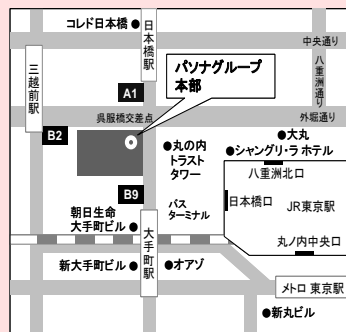 コレド日本橋
日本橋駅
中央通り
三越前駅
八重洲通り
パソナグループ
本部
A1
呉服橋交差点
外堀通り
B2
丸の内
トラスト
タワー
大丸
シャングリ・ラ ホテル
八重洲北口
B9
日本橋口
JR東京駅
バス
ターミナル
朝日生命
大手町ビル
大手町駅
丸ノ内中央口
新大手町ビル
オアゾ
メトロ 東京駅
新丸ビル